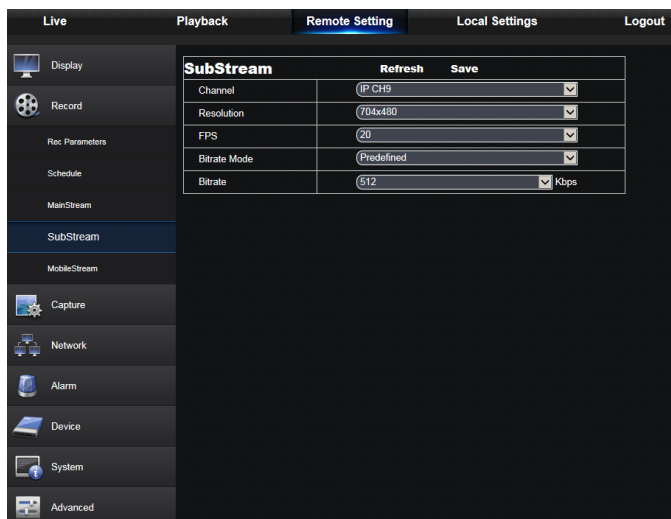 Live Playback Remote Setting Local Settings Logout
Display
Record
Rec Parameters
Schedule
MainStream
SubStream
MobileStream
Capture
Network
Alarm
Device
System
Advanced
SubStream Refresh Save
Channel IP CH9
Resolution 704x480
FPS 20
Bitrate Mode Predefined
Bitrate 512 Kbps